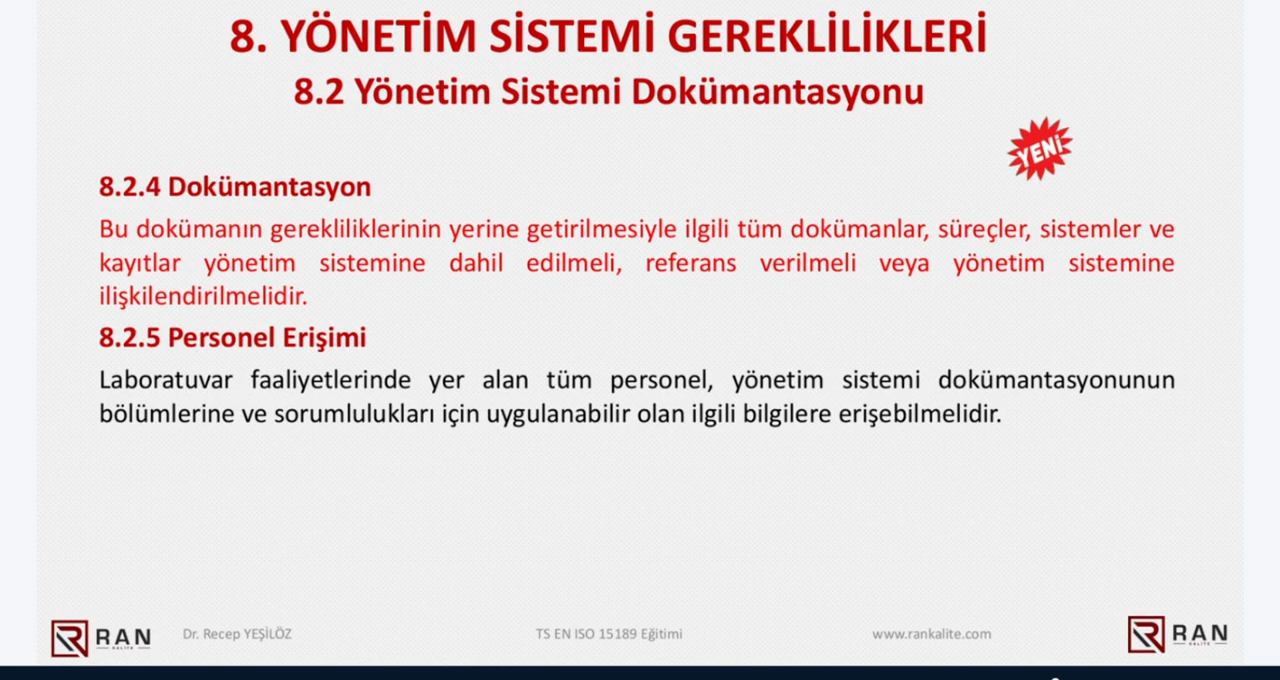 8. YÖNETİM SİSTEMİ GEREKLİLİKLERİ
8.2 Yönetim Sistemi Dokümantasyonu
YENİ
8.2.4 Dokümantasyon
Bu dokümanın gerekliliklerinin yerine getirilmesiyle ilgili tüm dokümanlar, süreçler, sistemler ve
kayıtlar yönetim sistemine dahil edilmeli, referans verilmeli veya yönetim sistemine
ilişkilendirilmelidir.
8.2.5 Personel Erişimi
Laboratuvar faaliyetlerinde yer alan tüm personel, yönetim sistemi dokümantasyonunun
bölümlerine ve sorumlulukları için uygulanabilir olan ilgili bilgilere erişebilmelidir.
RAN
KALITE
Dr. Recep YEŞİLÖZ
TS EN ISO 15189 Eğitimi
www.rankalite.com
RAN
KALITE